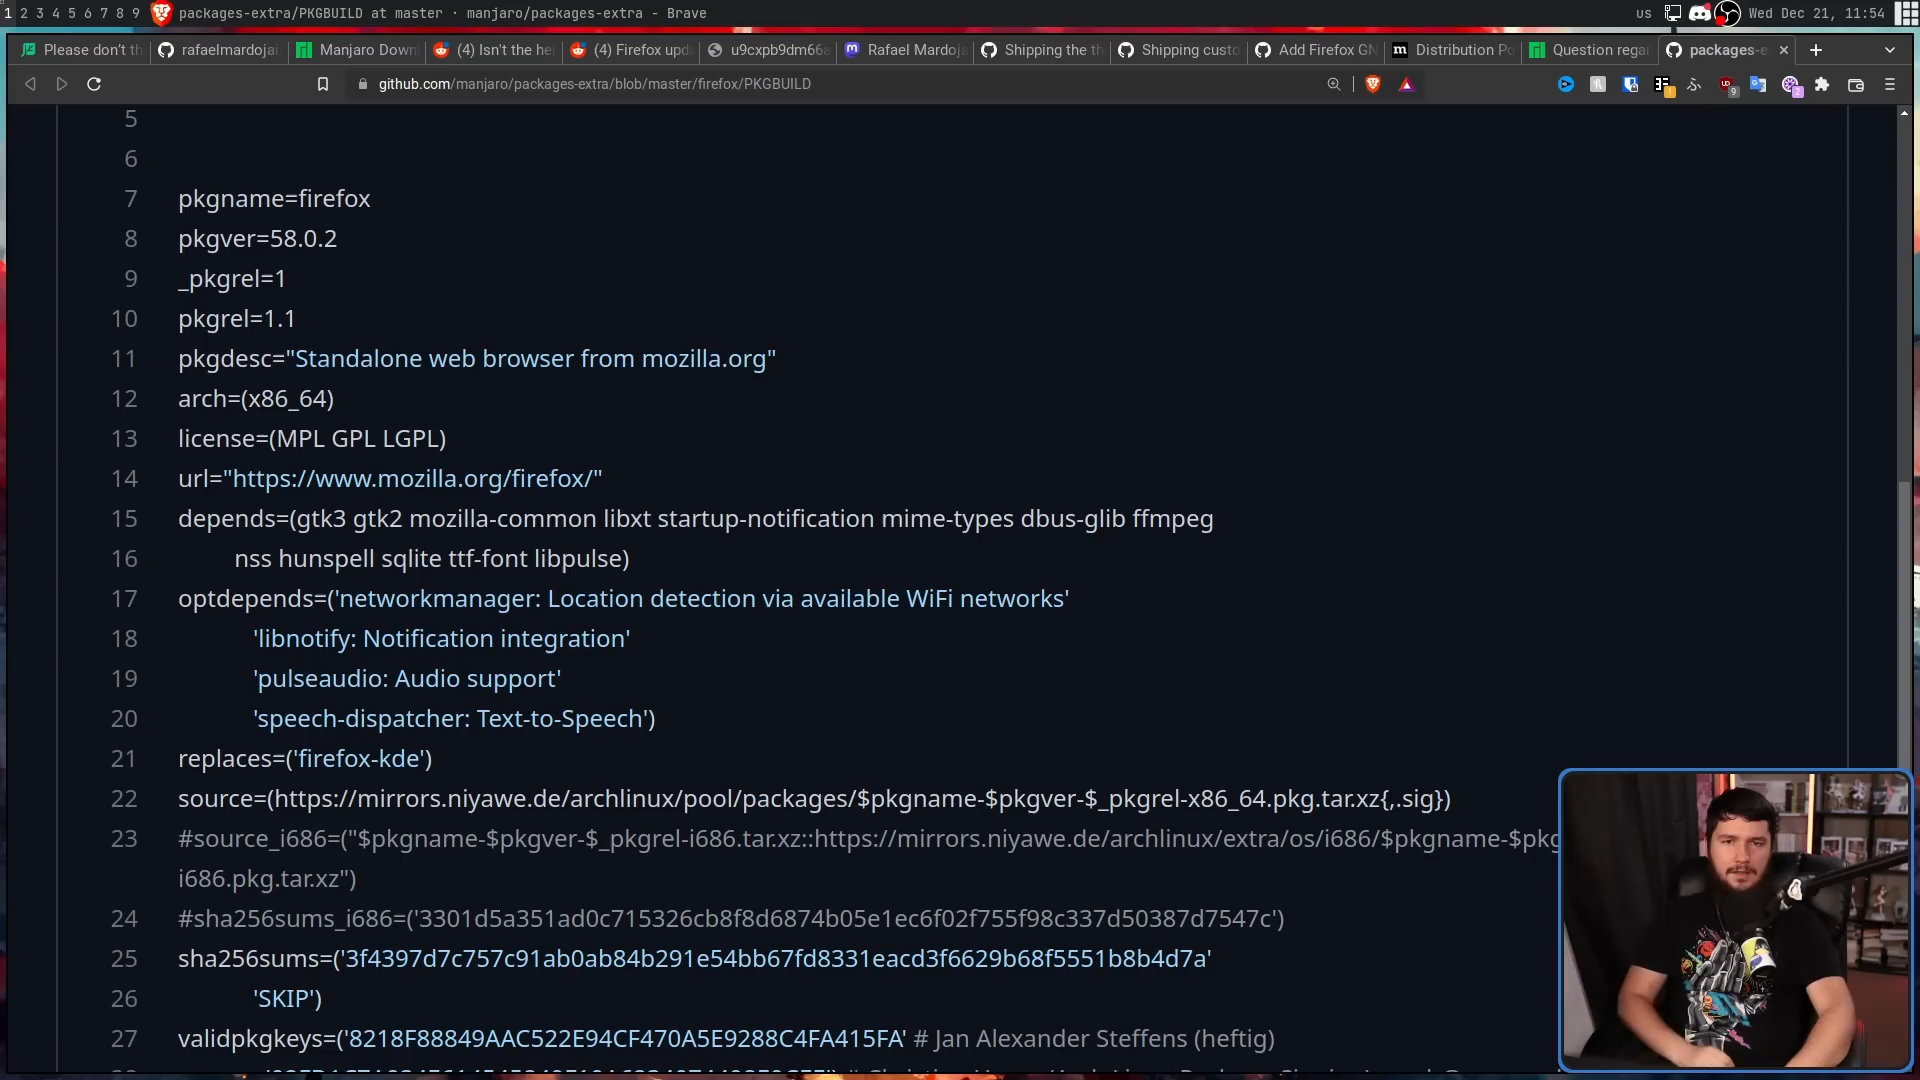 1 2 3 4 5 6 7 8 9 packages-extra/PKGBUILD at master · manjaro/packages-extra - Brave us Wed Dec 21, 11:54
Please don't th rafaelmardojai Manjaro Down (4) Isn't the hei (4) Firefox upd u9cxpb9dm66a Rafael Mardoja Shipping the th Shipping custo Add Firefox GN Distribution Po Question regar packages-e
github.com/manjaro/packages-extra/blob/master/firefox/PKGBUILD
5
6
7 pkgname=firefox
8 pkgver=58.0.2
9 _pkgrel=1
10 pkgrel=1.1
11 pkgdesc="Standalone web browser from mozilla.org"
12 arch=(x86_64)
13 license=(MPL GPL LGPL)
14 url="https://www.mozilla.org/firefox/"
15 depends=(gtk3 gtk2 mozilla-common libxt startup-notification mime-types dbus-glib ffmpeg
16 nss hunspell sqlite ttf-font libpulse)
17 optdepends=('networkmanager: Location detection via available WiFi networks'
18 'libnotify: Notification integration'
19 'pulseaudio: Audio support'
20 'speech-dispatcher: Text-to-Speech')
21 replaces=('firefox-kde')
22 source=(https://mirrors.niyawe.de/archlinux/pool/packages/$pkgname-$pkgver-$_pkgrel-x86_64.pkg.tar.xz{,.sig})
23 #source_i686=("$pkgname-$pkgver-$_pkgrel-i686.tar.xz::https://mirrors.niyawe.de/archlinux/extra/os/i686/$pkgname-$pkg
i686.pkg.tar.xz")
24 #sha256sums_i686=('3301d5a351ad0c715326cb8f8d6874b05e1ec6f02f755f98c337d50387d7547c')
25 sha256sums=('3f4397d7c757c91ab0ab84b291e54bb67fd8331eacd3f6629b68f5551b8b4d7a'
26 'SKIP')
27 validpgpkeys=('8218F88849AAC522E94CF470A5E9288C4FA415FA' # Jan Alexander Steffens (heftig)